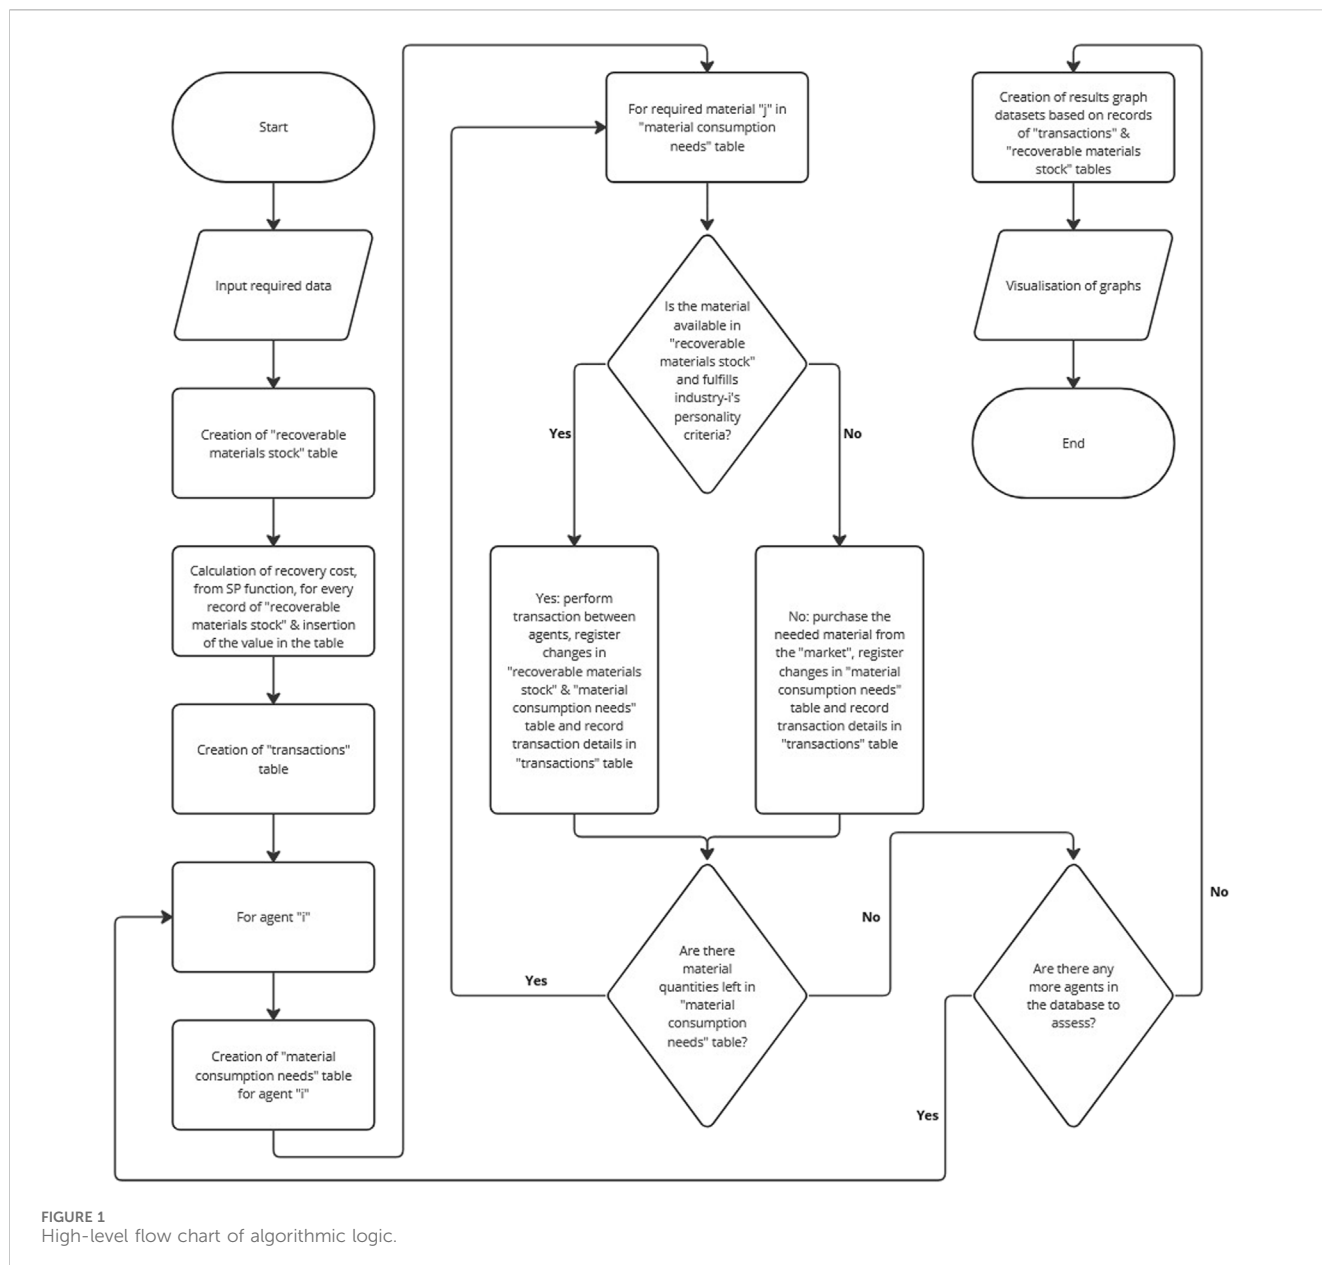 Start
Input required data
Creation of "recoverable
materials stock" table
Calculation of recovery cost,
from SP function, for every
record of "recoverable
materials stock" & insertion
of the value in the table
Creation of "transactions"
table
For agent "i"
Creation of "material
consumption needs" table
for agent "i"
For required material "j" in
"material consumption
needs" table
Is the material
available in
"recoverable
materials stock"
and fulfills
industry-i's
personality
criteria?
Yes
No
Yes: perform
transaction between
agents, register
changes in
"recoverable materials
stock" & "material
consumption needs"
table and record
transaction details in
"transactions" table
No: purchase the
needed material from
the "market", register
changes in "material
consumption needs"
table and record
transaction details in
"transactions" table
Are there
material
quantities left in
"material
consumption
needs" table?
Yes
No
Are there any
more agents in
the database to
assess?
Yes
No
Creation of results graph
datasets based on records
of "transactions" &
"recoverable materials
stock" tables
Visualisation of graphs
End
FIGURE 1
High-level flow chart of algorithmic logic.